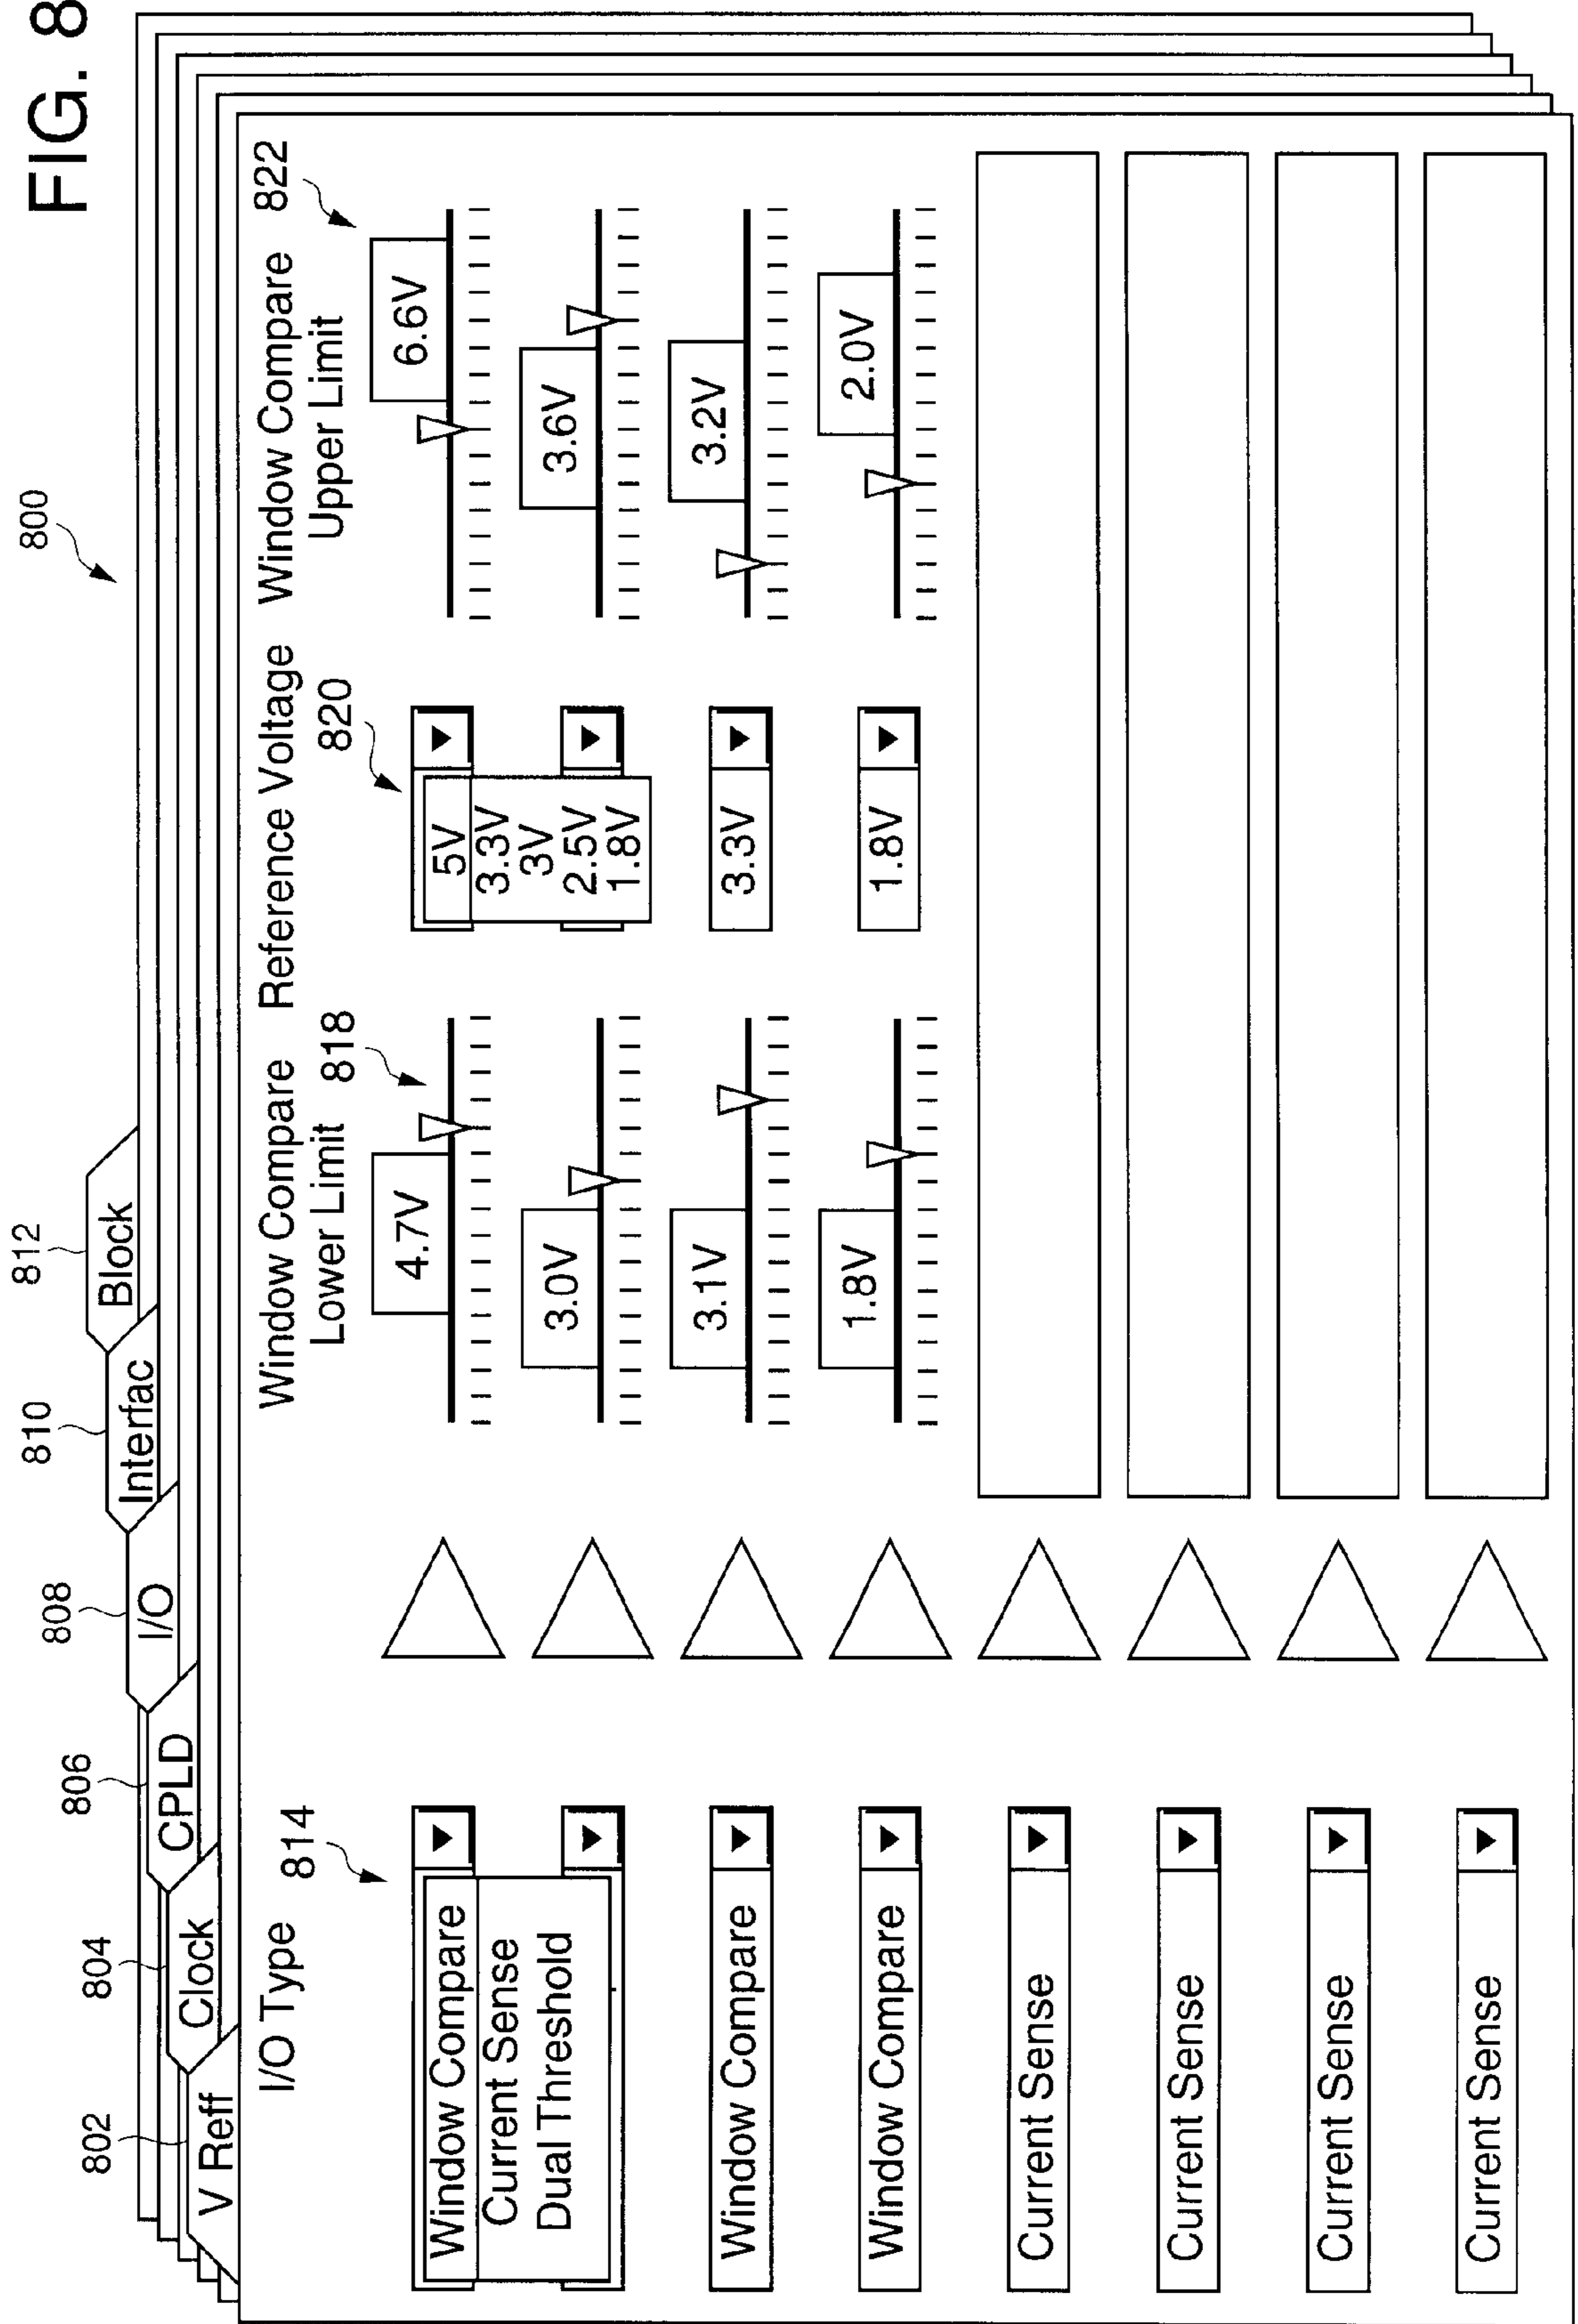 FIG. 8
800
802
804
806
808
810
812
V Reff
Clock
CPLD
I/O
Interfac
Block
I/O Type
814
Window Compare
Lower Limit
818
Reference Voltage
820
Window Compare
Upper Limit
822
Window Compare
Current Sense
Dual Threshold
4.7V
5V
3.3V
3V
2.5V
1.8V
6.6V
3.0V
3.6V
Window Compare
3.1V
3.3V
3.2V
Window Compare
1.8V
1.8V
2.0V
Current Sense
Current Sense
Current Sense
Current Sense